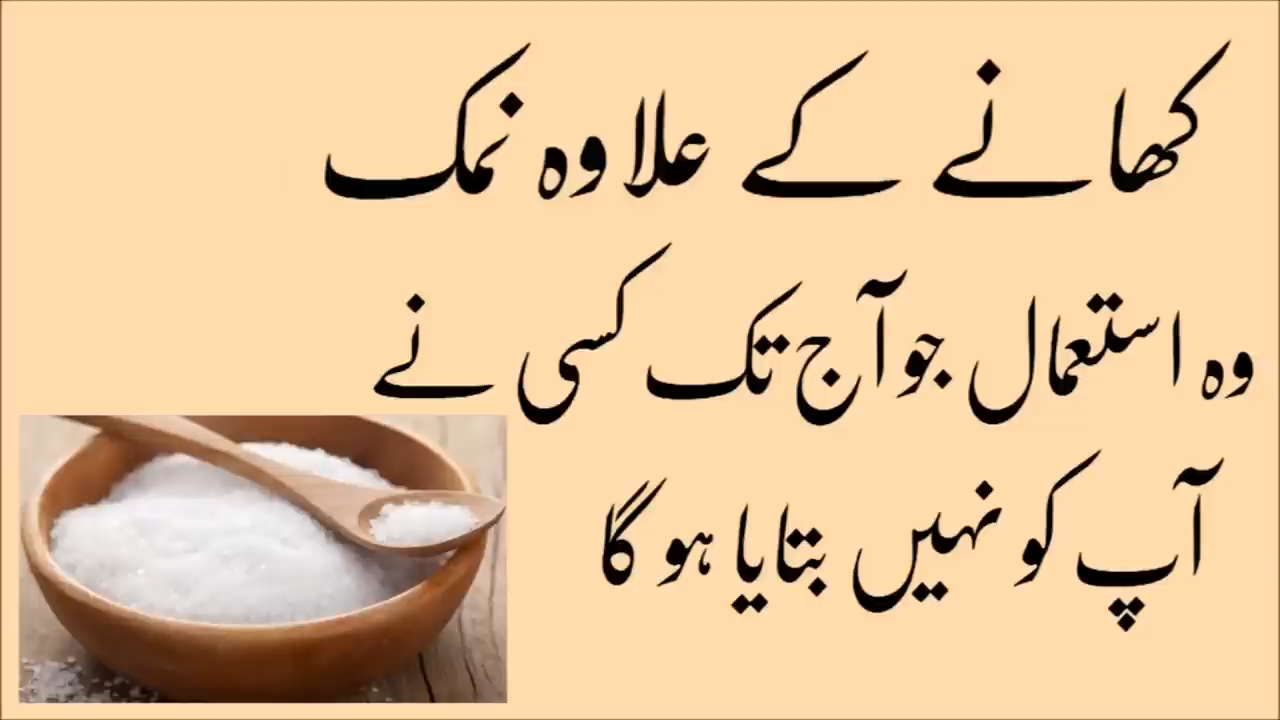 کھانے کے علاوہ نمک
وہ استعمال جو آج تک کسی نے
آپ کو نہیں بتایا ہو گا